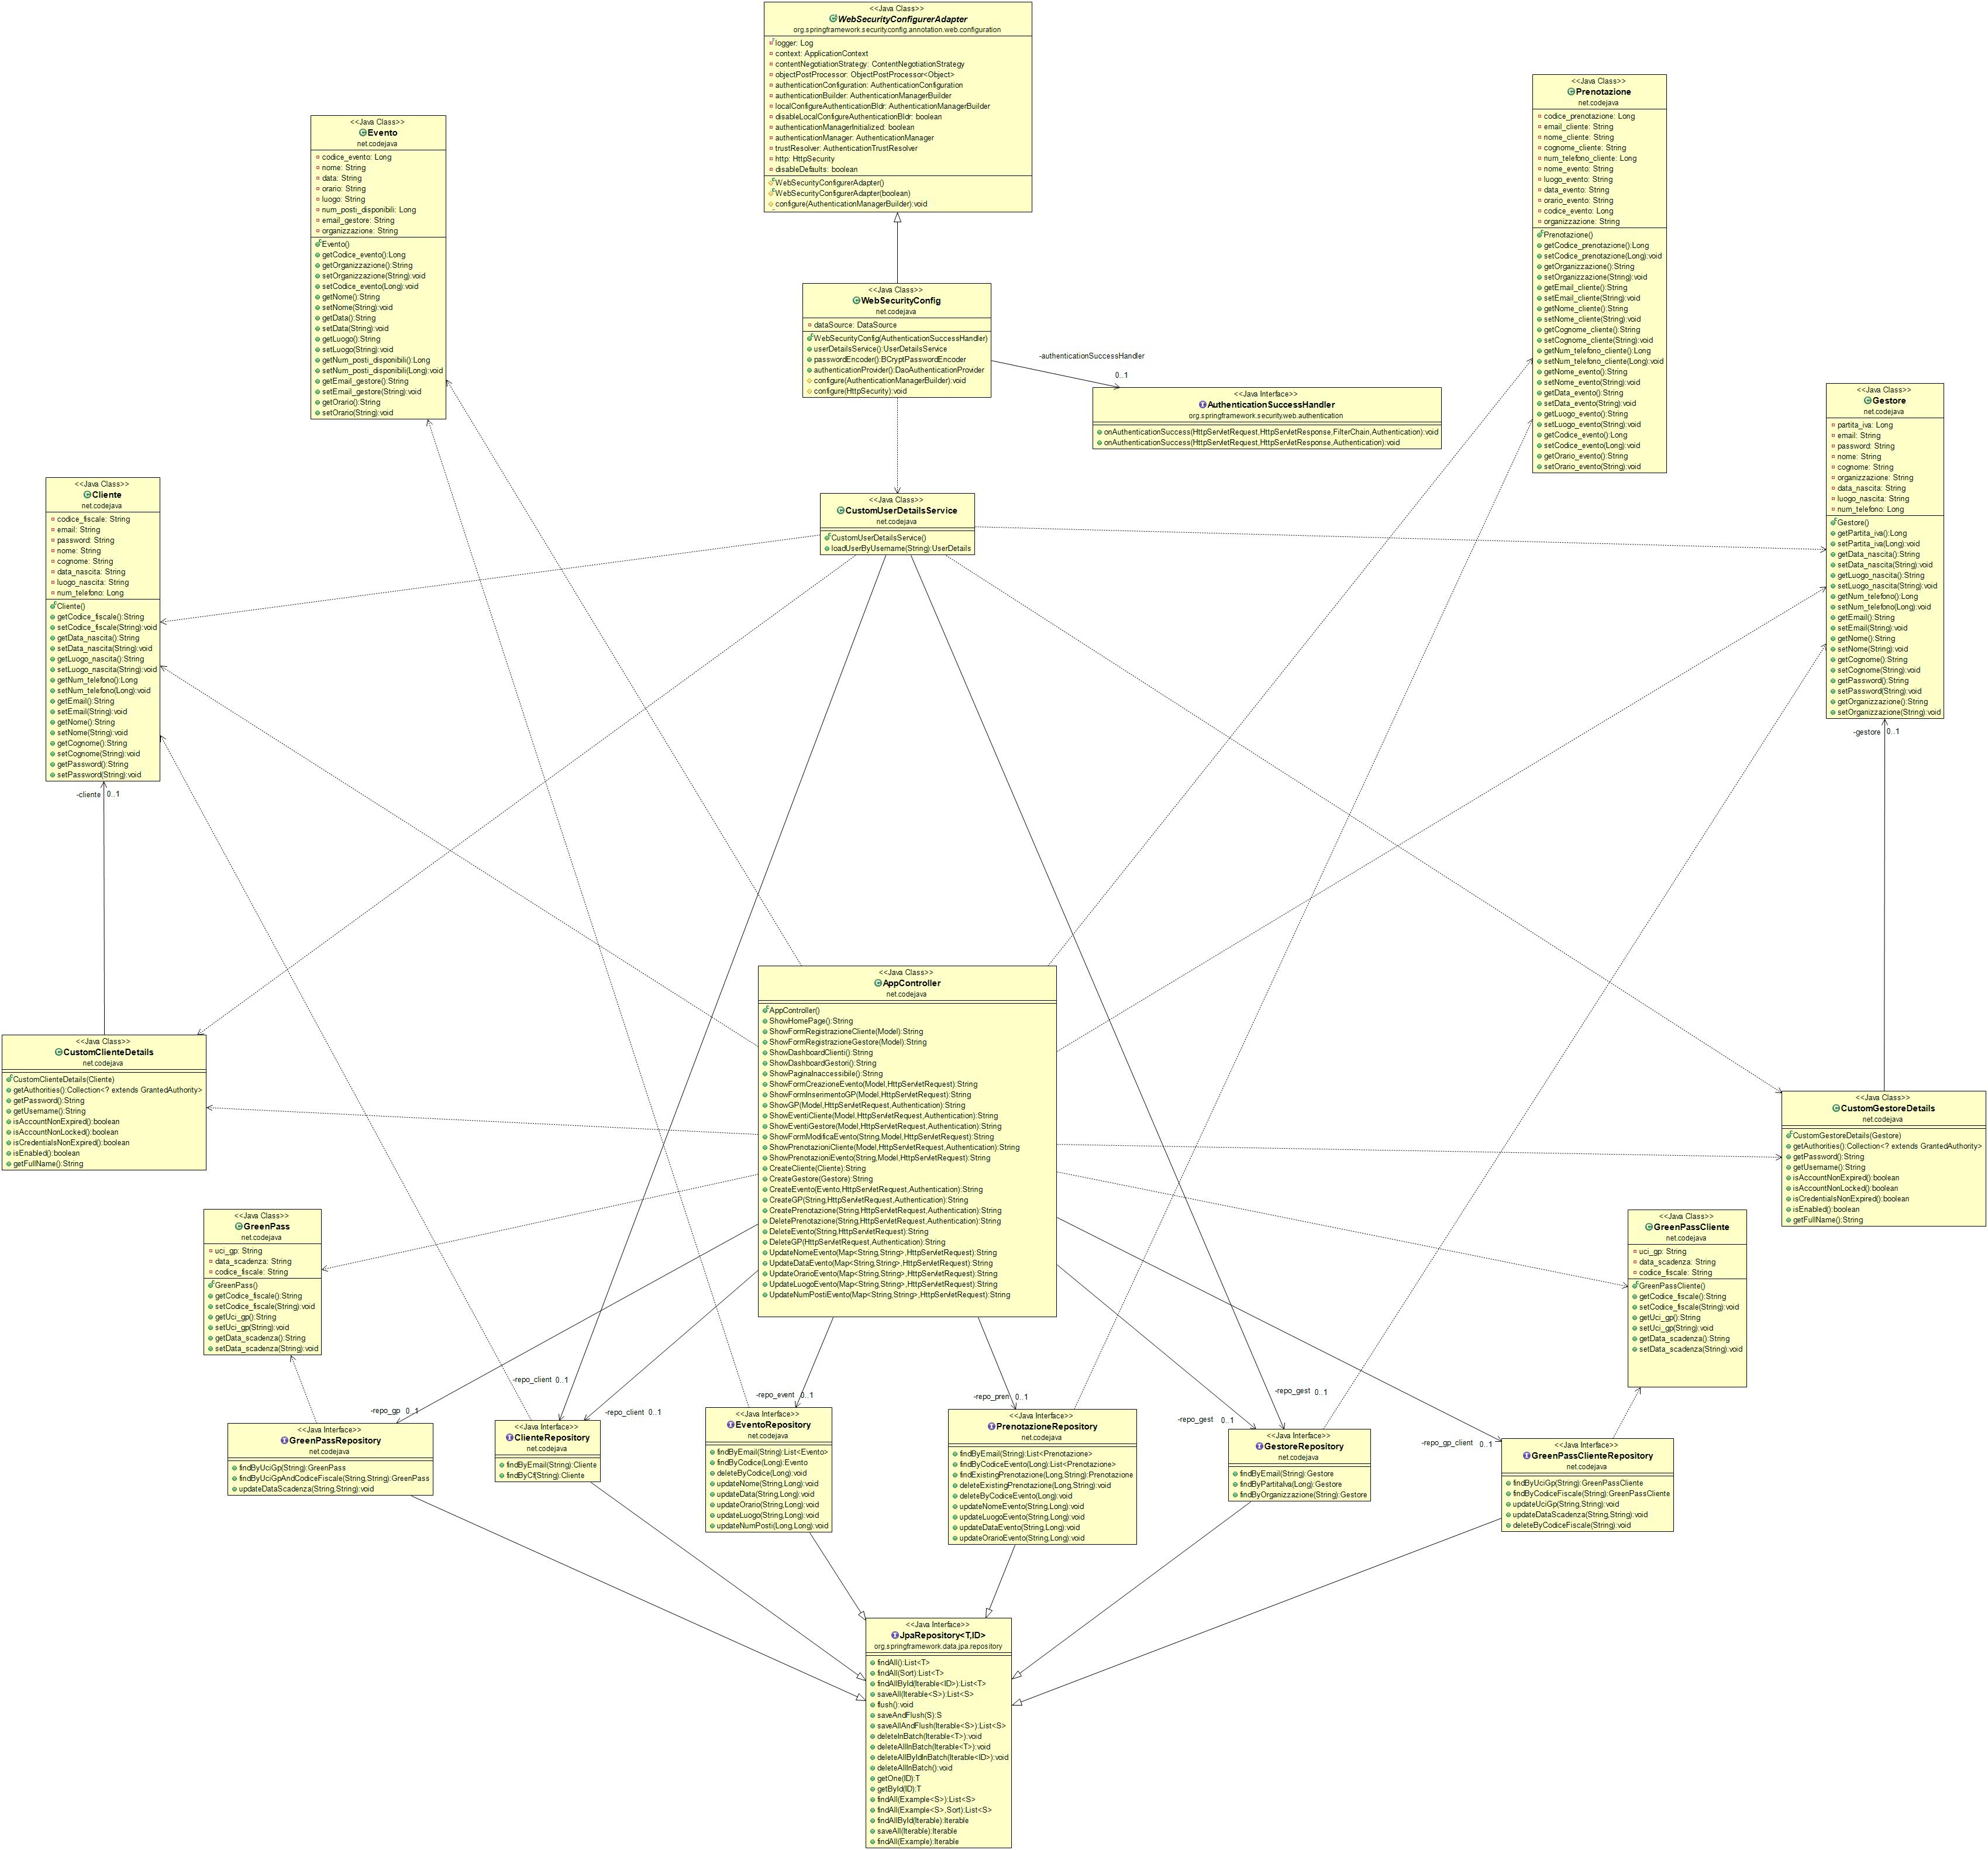 <<Java Class>>
WebSecurityConfigurerAdapter
org.springframework.security.config.annotation.web.configuration
logger: Log
context: ApplicationContext
contentNegotiationStrategy: ContentNegotiationStrategy
objectPostProcessor: ObjectPostProcessor<Object>
authenticationConfiguration: AuthenticationConfiguration
authenticationBuilder: AuthenticationManagerBuilder
localConfigureAuthenticationBldr: AuthenticationManagerBuilder
disableLocalConfigureAuthenticationBldr: boolean
authenticationManagerInitialized: boolean
authenticationManager: AuthenticationManager
trustResolver: AuthenticationTrustResolver
http: HttpSecurity
disableDefaults: boolean
WebSecurityConfigurerAdapter()
WebSecurityConfigurerAdapter(boolean)
configure(AuthenticationManagerBuilder):void
<<Java Class>>
Prenotazione
net.codejava
codice_prenotazione: Long
email_cliente: String
nome_cliente: String
cognome_cliente: String
num_telefono_cliente: Long
nome_evento: String
luogo_evento: String
data_evento: String
orario_evento: String
codice_evento: Long
organizzazione: String
Prenotazione()
getCodice_prenotazione():Long
setCodice_prenotazione(Long):void
getOrganizzazione():String
setOrganizzazione(String):void
getEmail_cliente():String
setEmail_cliente(String):void
getNome_cliente():String
setNome_cliente(String):void
getCognome_cliente():String
setCognome_cliente(String):void
getNum_telefono_cliente():Long
setNum_telefono_cliente(Long):void
getNome_evento():String
setNome_evento(String):void
getData_evento():String
setData_evento(String):void
getLuogo_evento():String
setLuogo_evento(String):void
getCodice_evento():Long
setCodice_evento(Long):void
getOrario_evento():String
setOrario_evento(String):void
<<Java Class>>
Evento
net.codejava
codice_evento: Long
nome: String
data: String
orario: String
luogo: String
num_posti_disponibili: Long
email_gestore: String
organizzazione: String
Evento()
getCodice_evento():Long
getOrganizzazione():String
setOrganizzazione(String):void
setCodice_evento(Long):void
getNome():String
setNome(String):void
getData():String
setData(String):void
getLuogo():String
setLuogo(String):void
getNum_posti_disponibili():Long
setNum_posti_disponibili(Long):void
getEmail_gestore():String
setEmail_gestore(String):void
getOrario():String
setOrario(String):void
<<Java Class>>
WebSecurityConfig
net.codejava
dataSource: DataSource
WebSecurityConfig(AuthenticationSuccessHandler)
userDetailsService():UserDetailsService
passwordEncoder():BCryptPasswordEncoder
authenticationProvider():DaoAuthenticationProvider
configure(AuthenticationManagerBuilder):void
configure(HttpSecurity):void
-authenticationSuccessHandler
0..1
<<Java Interface>>
AuthenticationSuccessHandler
org.springframework.security.web.authentication
onAuthenticationSuccess(HttpServletRequest,HttpServletResponse,FilterChain,Authentication):void
onAuthenticationSuccess(HttpServletRequest,HttpServletResponse,Authentication):void
<<Java Class>>
Gestore
net.codejava
partita_iva: Long
email: String
password: String
nome: String
cognome: String
organizzazione: String
data_nascita: String
luogo_nascita: String
num_telefono: Long
Gestore()
getPartita_iva():Long
setPartita_iva(Long):void
getData_nascita():String
setData_nascita(String):void
getLuogo_nascita():String
setLuogo_nascita(String):void
getNum_telefono():Long
setNum_telefono(Long):void
getEmail():String
setEmail(String):void
getNome():String
setNome(String):void
getCognome():String
setCognome(String):void
getPassword():String
setPassword(String):void
getOrganizzazione():String
setOrganizzazione(String):void
-gestore 0..1
<<Java Class>>
Cliente
net.codejava
codice_fiscale: String
email: String
password: String
nome: String
cognome: String
data_nascita: String
luogo_nascita: String
num_telefono: Long
Cliente()
getCodice_fiscale():String
setCodice_fiscale(String):void
getData_nascita():String
setData_nascita(String):void
getLuogo_nascita():String
setLuogo_nascita(String):void
getNum_telefono():Long
setNum_telefono(Long):void
getEmail():String
setEmail(String):void
getNome():String
setNome(String):void
getCognome():String
setCognome(String):void
getPassword():String
setPassword(String):void
-cliente 0..1
<<Java Class>>
CustomUserDetailsService
net.codejava
CustomUserDetailsService()
loadUserByUsername(String):UserDetails
<<Java Class>>
AppController
net.codejava
AppController()
ShowHomePage():String
ShowFormRegistrazioneCliente(Model):String
ShowFormRegistrazioneGestore(Model):String
ShowDashboardClienti():String
ShowDashboardGestori():String
ShowPaginaInaccessibile():String
ShowFormCreazioneEvento(Model,HttpServletRequest):String
ShowFormInserimentoGP(Model,HttpServletRequest):String
ShowGP(Model,HttpServletRequest,Authentication):String
ShowEventiCliente(Model,HttpServletRequest,Authentication):String
ShowEventiGestore(Model,HttpServletRequest,Authentication):String
ShowFormModificaEvento(String,Model,HttpServletRequest):String
ShowPrenotazioniCliente(Model,HttpServletRequest,Authentication):String
ShowPrenotazioniEvento(String,Model,HttpServletRequest):String
CreateCliente(Cliente):String
CreateGestore(Gestore):String
CreateEvento(Evento,HttpServletRequest,Authentication):String
CreateGP(String,HttpServletRequest,Authentication):String
CreatePrenotazione(String,HttpServletRequest,Authentication):String
DeletePrenotazione(String,HttpServletRequest,Authentication):String
DeleteEvento(String,HttpServletRequest):String
DeleteGP(HttpServletRequest,Authentication):String
UpdateNomeEvento(Map<String,String>,HttpServletRequest):String
UpdateDataEvento(Map<String,String>,HttpServletRequest):String
UpdateOrarioEvento(Map<String,String>,HttpServletRequest):String
UpdateLuogoEvento(Map<String,String>,HttpServletRequest):String
UpdateNumPostiEvento(Map<String,String>,HttpServletRequest):String
<<Java Class>>
CustomClienteDetails
net.codejava
CustomClienteDetails(Cliente)
getAuthorities():Collection<? extends GrantedAuthority>
getPassword():String
getUsername():String
isAccountNonExpired():boolean
isAccountNonLocked():boolean
isCredentialsNonExpired():boolean
isEnabled():boolean
getFullName():String
<<Java Class>>
CustomGestoreDetails
net.codejava
CustomGestoreDetails(Gestore)
getAuthorities():Collection<? extends GrantedAuthority>
getPassword():String
getUsername():String
isAccountNonExpired():boolean
isAccountNonLocked():boolean
isCredentialsNonExpired():boolean
isEnabled():boolean
getFullName():String
<<Java Class>>
GreenPass
net.codejava
uci_gp: String
data_scadenza: String
codice_fiscale: String
GreenPass()
getCodice_fiscale():String
setCodice_fiscale(String):void
getUci_gp():String
setUci_gp(String):void
getData_scadenza():String
setData_scadenza(String):void
<<Java Class>>
GreenPassCliente
net.codejava
uci_gp: String
data_scadenza: String
codice_fiscale: String
GreenPassCliente()
getCodice_fiscale():String
setCodice_fiscale(String):void
getUci_gp():String
setUci_gp(String):void
getData_scadenza():String
setData_scadenza(String):void
-repo_gp 0..1
-repo_client 0..1
-repo_client 0..1
-repo_event 0..1
-repo_pren 0..1
-repo_gest 0..1
-repo_gest 0..1
-repo_gp_client 0..1
<<Java Interface>>
GreenPassRepository
net.codejava
findByUciGp(String):GreenPass
findByUciGpAndCodiceFiscale(String,String):GreenPass
updateDataScadenza(String,String):void
<<Java Interface>>
ClienteRepository
net.codejava
findByEmail(String):Cliente
findByCf(String):Cliente
<<Java Interface>>
EventoRepository
net.codejava
findByEmail(String):List<Evento>
findByCodice(Long):Evento
deleteByCodice(Long):void
updateNome(String,Long):void
updateData(String,Long):void
updateOrario(String,Long):void
updateLuogo(String,Long):void
updateNumPosti(Long,Long):void
<<Java Interface>>
PrenotazioneRepository
net.codejava
findByEmail(String):List<Prenotazione>
findByCodiceEvento(Long):List<Prenotazione>
findExistingPrenotazione(Long,String):Prenotazione
deleteExistingPrenotazione(Long,String):void
deleteByCodiceEvento(Long):void
updateNomeEvento(String,Long):void
updateLuogoEvento(String,Long):void
updateDataEvento(String,Long):void
updateOrarioEvento(String,Long):void
<<Java Interface>>
GestoreRepository
net.codejava
findByEmail(String):Gestore
findByPartitaIva(Long):Gestore
findByOrganizzazione(String):Gestore
<<Java Interface>>
GreenPassClienteRepository
net.codejava
findByUciGp(String):GreenPassCliente
findByCodiceFiscale(String):GreenPassCliente
updateUciGp(String,String):void
updateDataScadenza(String,String):void
deleteByCodiceFiscale(String):void
<<Java Interface>>
JpaRepository<T,ID>
org.springframework.data.jpa.repository
findAll():List<T>
findAll(Sort):List<T>
findAllById(Iterable<ID>):List<T>
saveAll(Iterable<S>):List<S>
flush():void
saveAndFlush(S):S
saveAllAndFlush(Iterable<S>):List<S>
deleteInBatch(Iterable<T>):void
deleteAllInBatch(Iterable<T>):void
deleteAllByIdInBatch(Iterable<ID>):void
deleteAllInBatch():void
getOne(ID):T
getById(ID):T
findAll(Example<S>):List<S>
findAll(Example<S>,Sort):List<S>
findAllById(Iterable):Iterable
saveAll(Iterable):Iterable
findAll(Example):Iterable